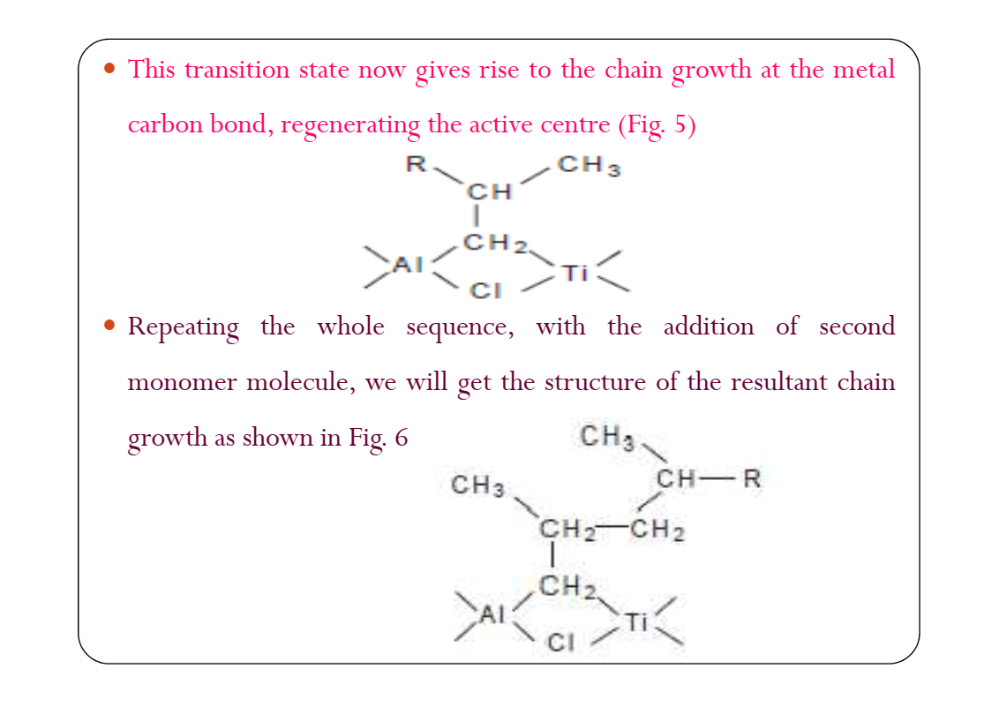 • This transition state now gives rise to the chain growth at the metal
carbon bond, regenerating the active centre (Fig. 5)
R CH3
CH
CH2
Al Ti
Cl
• Repeating the whole sequence, with the addition of second
monomer molecule, we will get the structure of the resultant chain
growth as shown in Fig. 6
CH3
CH—R
CH3
CH2—CH2
CH2
Al Ti
Cl